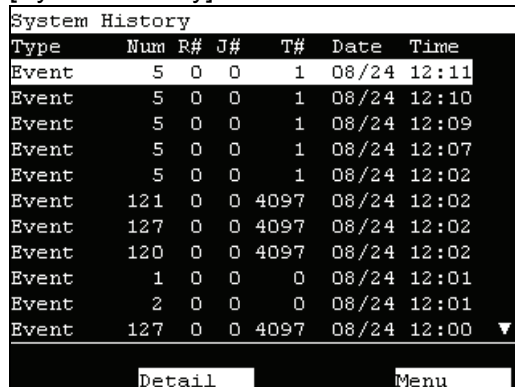 System History
Type Num R# J# T# Date Time
Event 5 0 0 1 08/24 12:11
Event 5 0 0 1 08/24 12:10
Event 5 0 0 1 08/24 12:09
Event 5 0 0 1 08/24 12:07
Event 5 0 0 1 08/24 12:02
Event 121 0 0 4097 08/24 12:02
Event 127 0 0 4097 08/24 12:02
Event 120 0 0 4097 08/24 12:02
Event 1 0 0 0 08/24 12:01
Event 2 0 0 0 08/24 12:01
Event 127 0 0 4097 08/24 12:00 ▼
Detail Menu